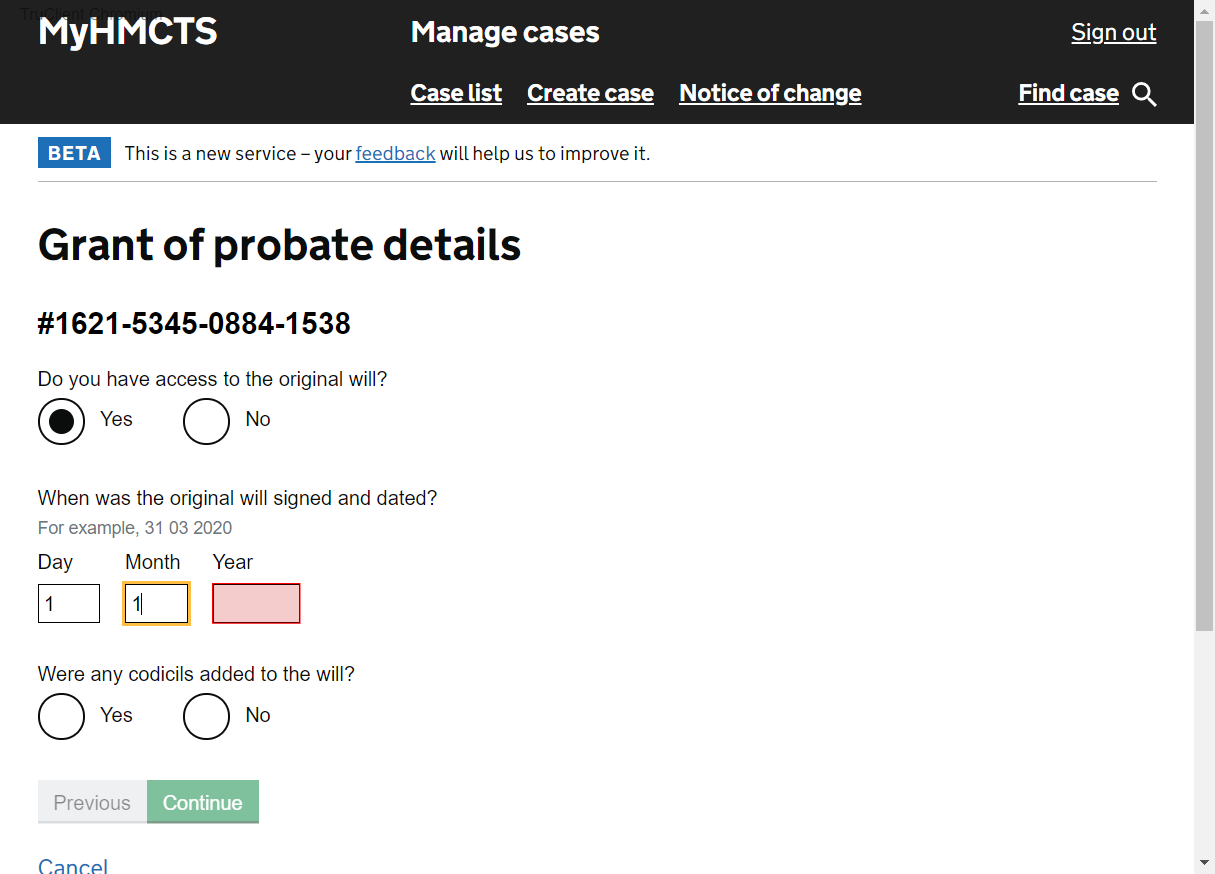 TruClient Chromium
MyHMCTS
Manage cases
Sign out
Case list Create case Notice of change Find case
BETA This is a new service – your feedback will help us to improve it.
Grant of probate details
#1621-5345-0884-1538
Do you have access to the original will?
Yes No
When was the original will signed and dated?
For example, 31 03 2020
Day Month Year
1 1
Were any codicils added to the will?
Yes No
Previous Continue
Cancel